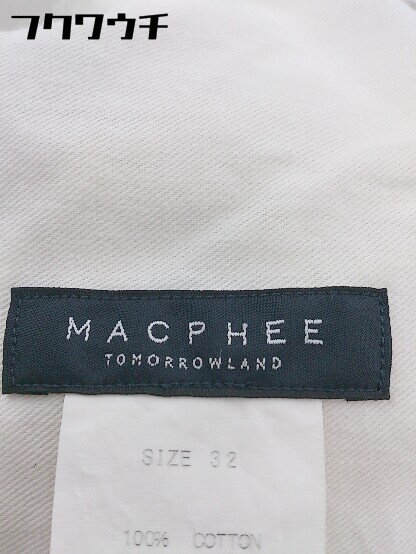 フクワウチ
MACPHEE
TOMORROWLAND
SIZE 32
100% COTTON